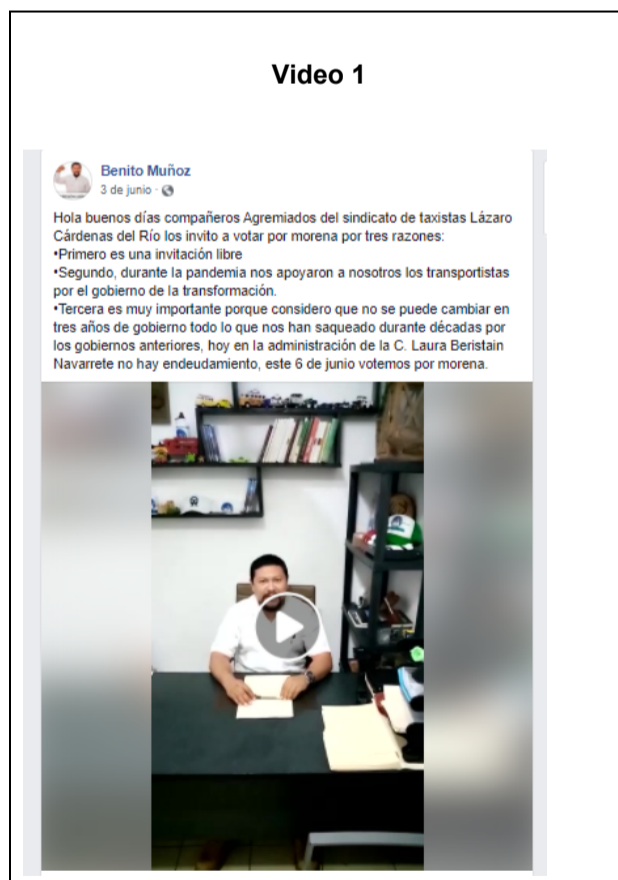 Video 1
Benito Muñoz
3 de junio ·
Hola buenos días compañeros Agremiados del sindicato de taxistas Lázaro
Cárdenas del Río los invito a votar por morena por tres razones:
•Primero es una invitación libre
•Segundo, durante la pandemia nos apoyaron a nosotros los transportistas
por el gobierno de la transformación.
•Tercera es muy importante porque considero que no se puede cambiar en
tres años de gobierno todo lo que nos han saqueado durante décadas por
los gobiernos anteriores, hoy en la administración de la C. Laura Beristain
Navarrete no hay endeudamiento, este 6 de junio votemos por morena.